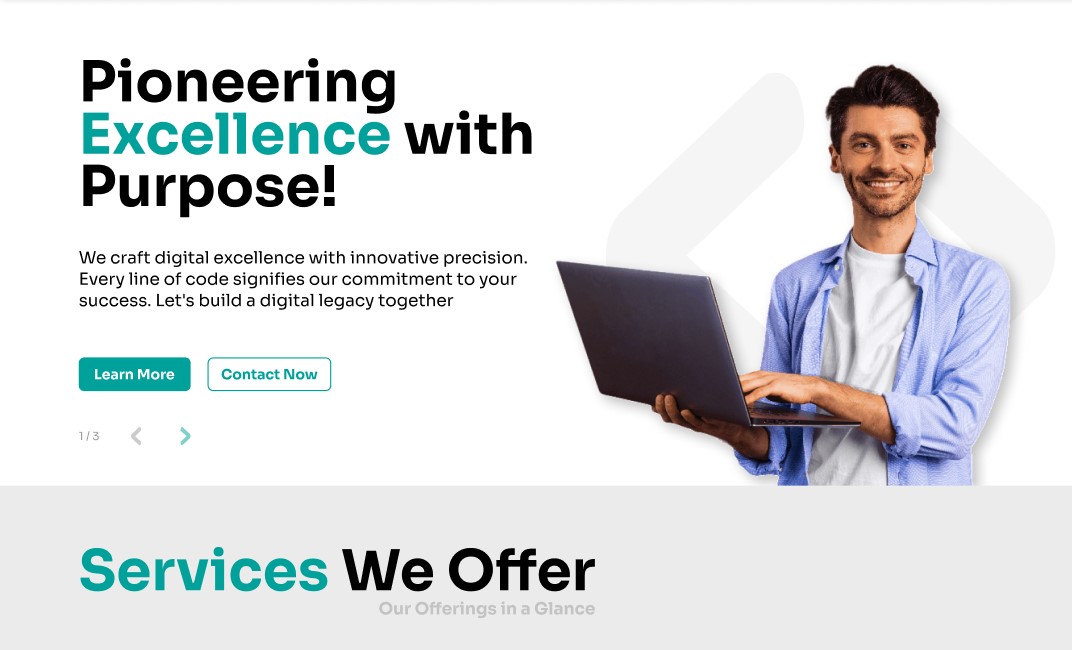 Pioneering
Excellence with
Purpose!
We craft digital excellence with innovative precision.
Every line of code signifies our commitment to your
success. Let's build a digital legacy together
Learn More
Contact Now
1 / 3
Services We Offer
Our Offerings in a Glance